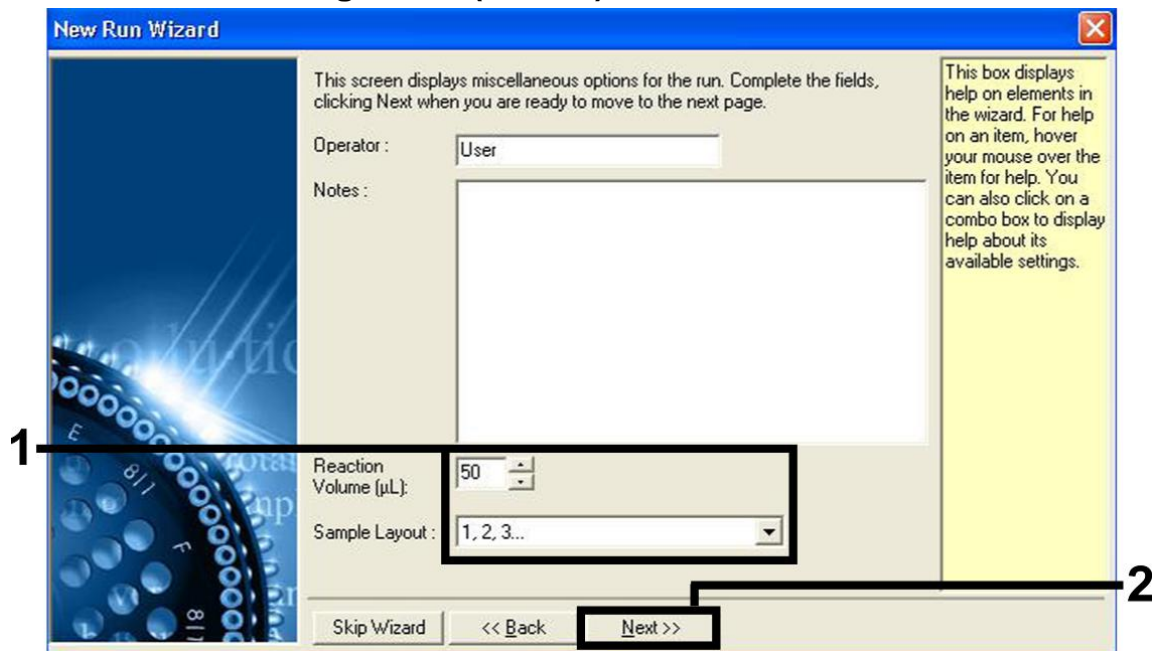 New Run Wizard
This screen displays miscellaneous options for the run. Complete the fields,
clicking Next when you are ready to move to the next page.
This box displays
help on elements in
the wizard. For help
on an item, hover
your mouse over the
item for help. You
can also click on a
combo box to display
help about its
available settings.
Operator :
User
Notes :
1
Reaction
Volume (µL):
50
Sample Layout :
1, 2, 3...
2
Skip Wizard
<< Back
Next >>
E
8|1
F
8|1